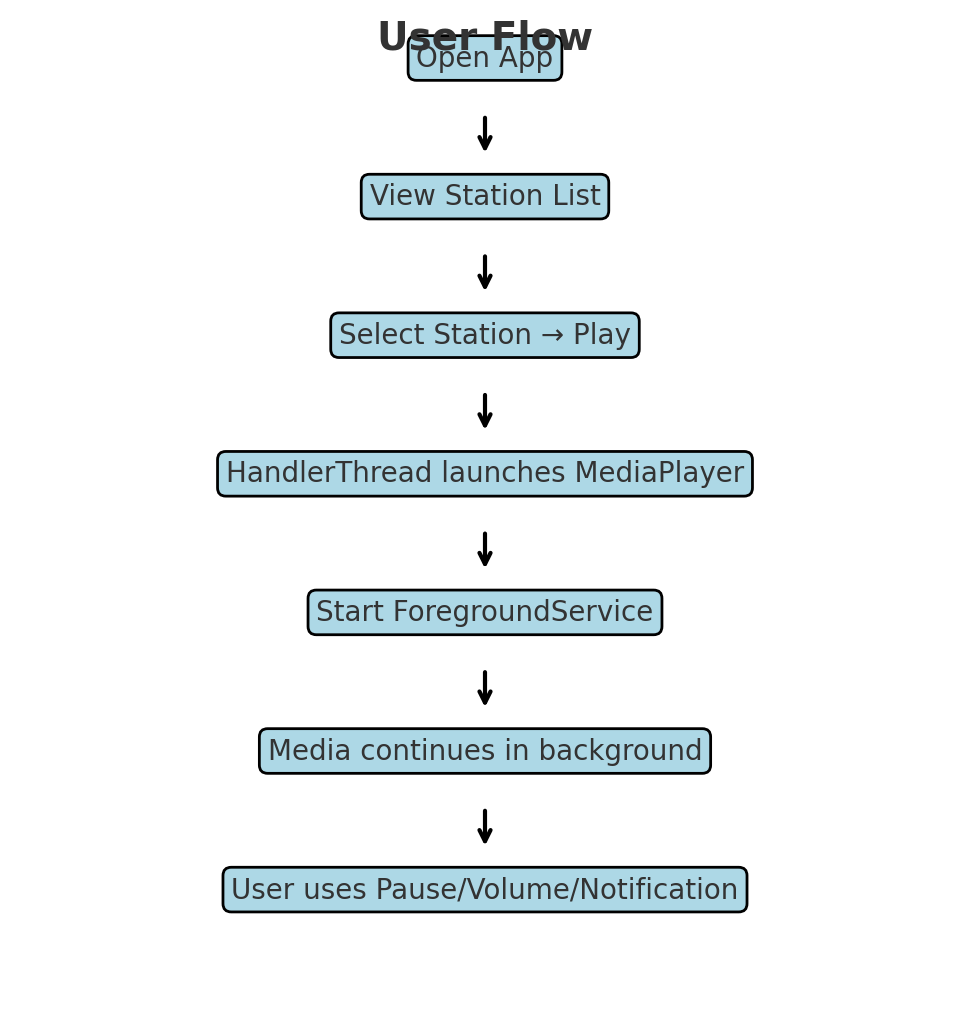 User Flow
Open App
View Station List
Select Station → Play
HandlerThread launches MediaPlayer
Start ForegroundService
Media continues in background
User uses Pause/Volume/Notification